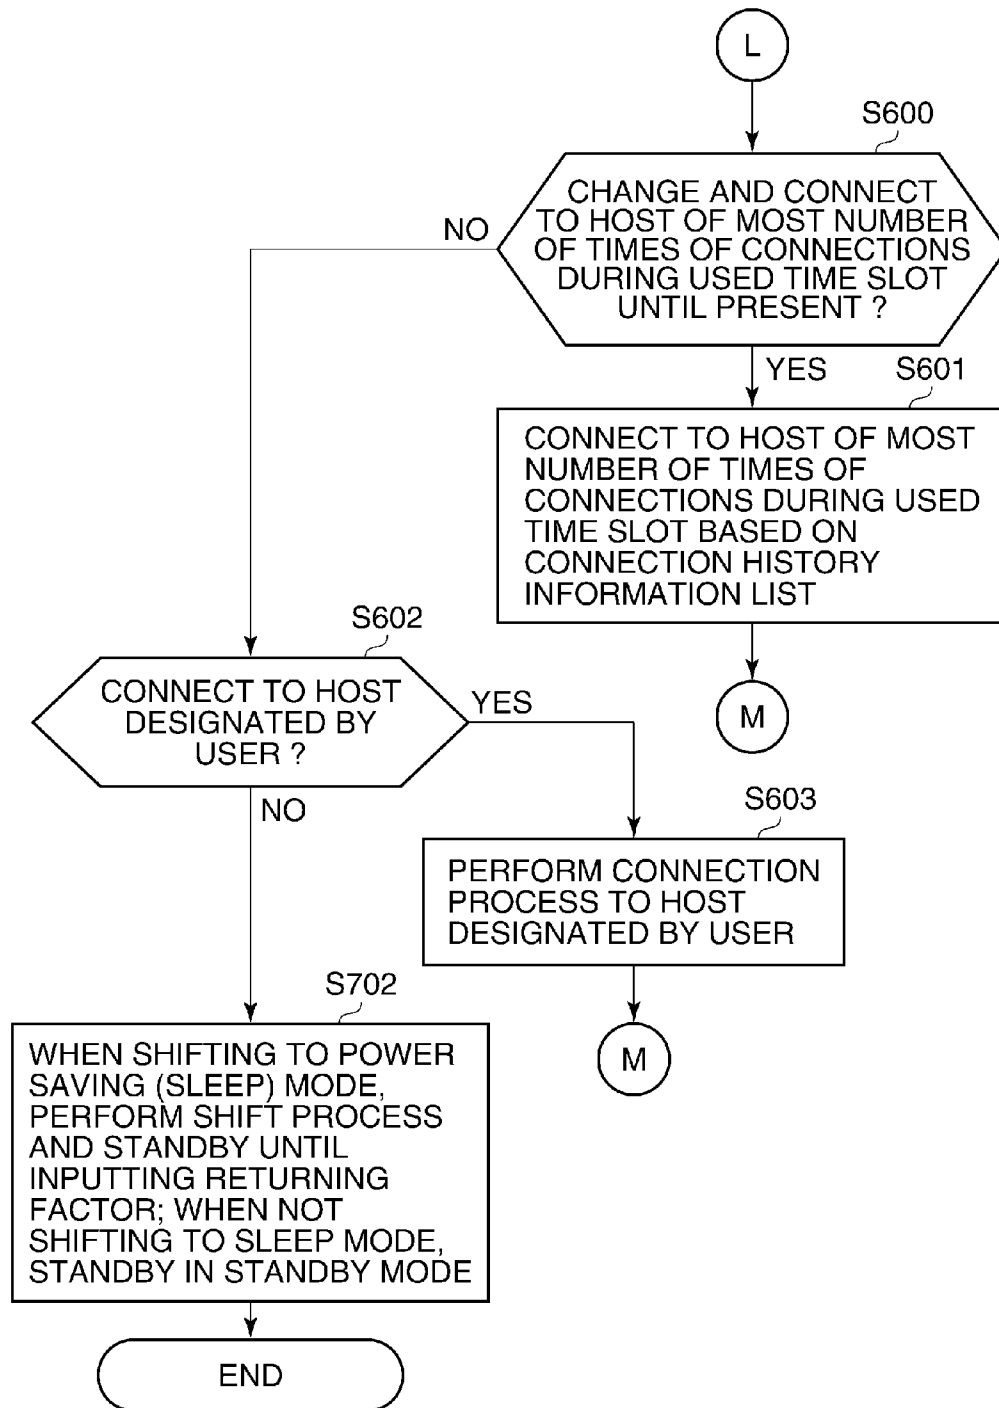 L
S600
CHANGE AND CONNECT
TO HOST OF MOST NUMBER
OF TIMES OF CONNECTIONS
DURING USED TIME SLOT
UNTIL PRESENT ?
NO
YES
S601
CONNECT TO HOST OF MOST
NUMBER OF TIMES OF
CONNECTIONS DURING USED
TIME SLOT BASED ON
CONNECTION HISTORY
INFORMATION LIST
M
S602
CONNECT TO HOST
DESIGNATED BY
USER ?
YES
NO
S603
PERFORM CONNECTION
PROCESS TO HOST
DESIGNATED BY USER
M
S702
WHEN SHIFTING TO POWER
SAVING (SLEEP) MODE,
PERFORM SHIFT PROCESS
AND STANDBY UNTIL
INPUTTING RETURNING
FACTOR; WHEN NOT
SHIFTING TO SLEEP MODE,
STANDBY IN STANDBY MODE
END